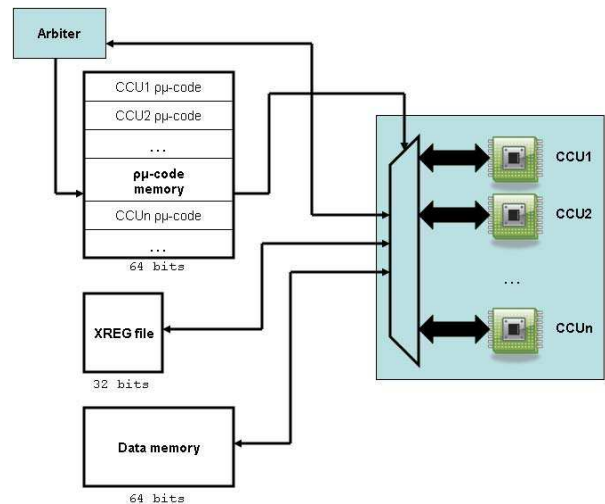 Arbiter
CCU1 ρμ-code
CCU2 ρμ-code
...
ρμ-code
memory
CCUn ρμ-code
...
64 bits
CCU1
CCU2
...
CCUn
XREG file
32 bits
Data memory
64 bits